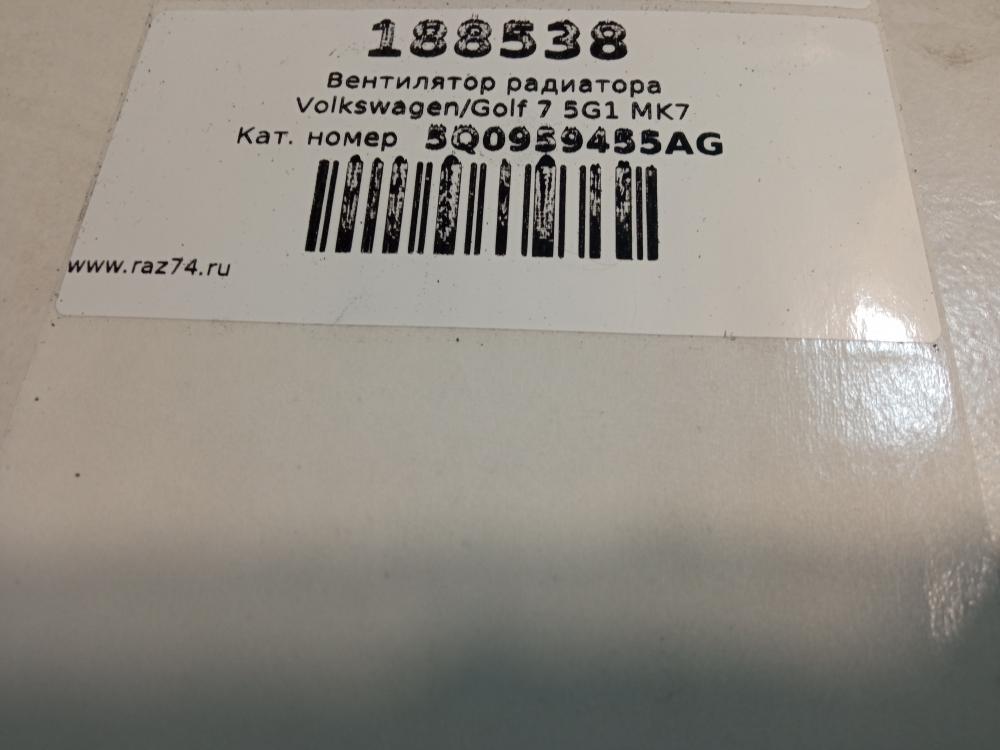 188538
Вентилятор радиатора
Volkswagen/Golf 7 5G1 MK7
Кат. номер 5Q0959455AG
www.raz74.ru